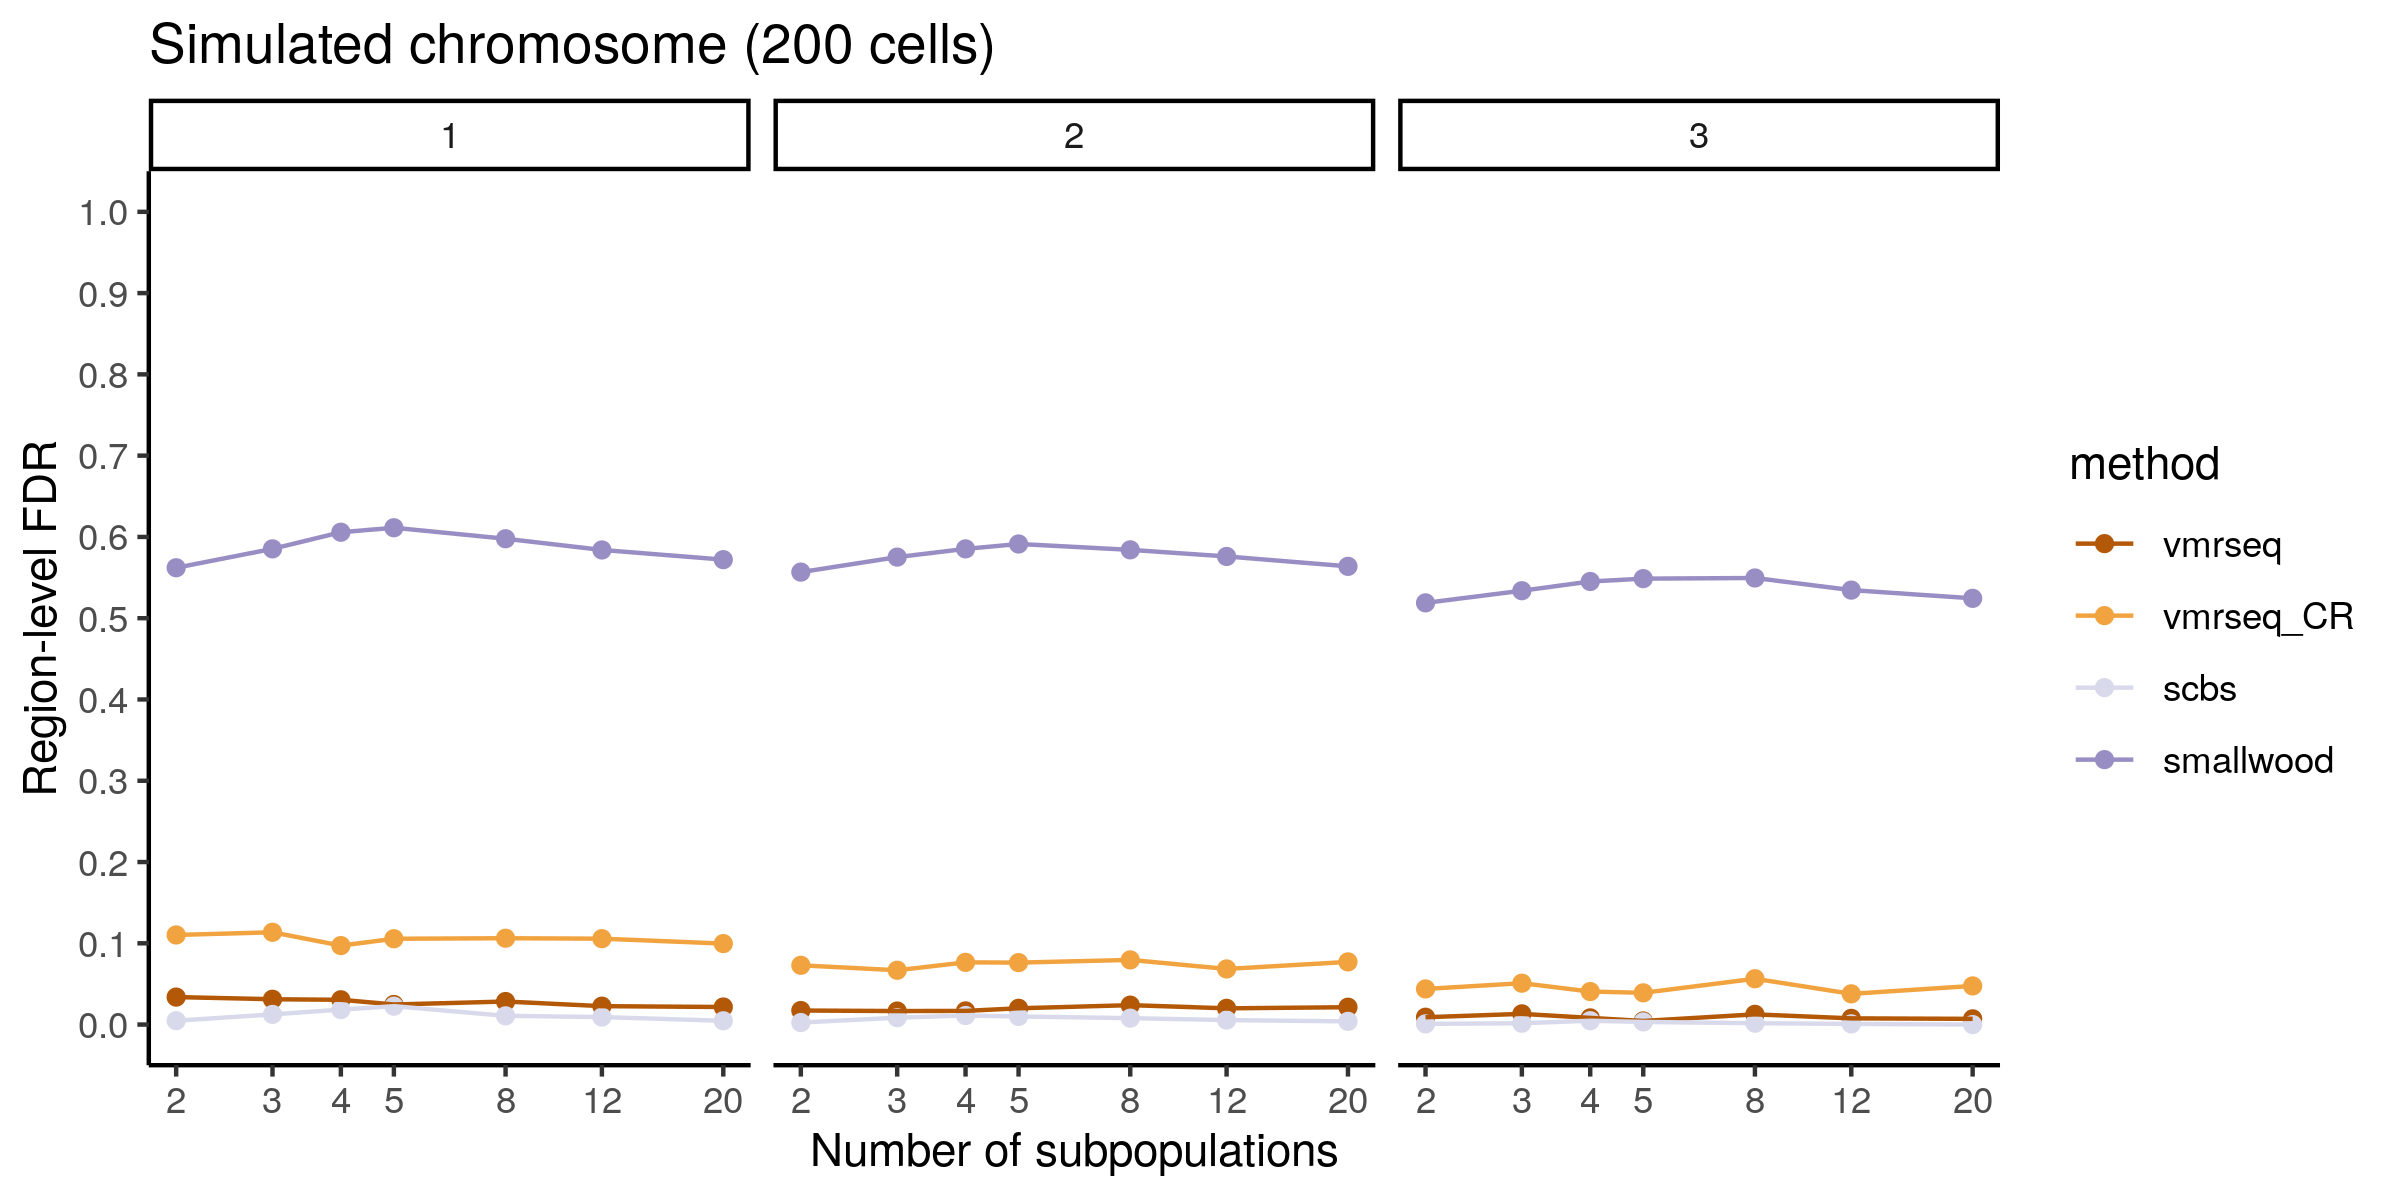 Simulated chromosome (200 cells)
1 2 3
1.0
0.9
0.8
0.7
0.6
0.5
0.4
0.3
0.2
0.1
0.0
Region-level FDR
2 3 4 5 8 12 20 2 3 4 5 8 12 20 2 3 4 5 8 12 20
Number of subpopulations
method
vmrseq
vmrseq_CR
scbs
smallwood